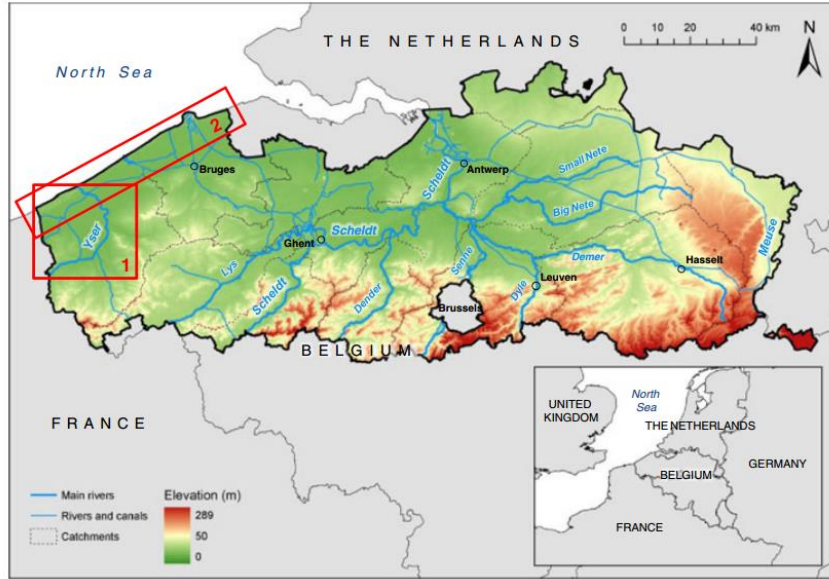 THE NETHERLANDS
0 20 40 km
N
North Sea
2
Bruges
Antwerp
Scheldt
Small Nete
Big Nete
Yser
1
Ghent
Scheldt
Meuse
Lys
Scheldt
Dender
Senne
Dyle
Leuven
Demer
Hasselt
Brussels
BELGIUM
FRANCE
Main rivers
Rivers and canals
Catchments
Elevation (m)
289
50
0
North
Sea
UNITED
KINGDOM
THE NETHERLANDS
BELGIUM
GERMANY
FRANCE